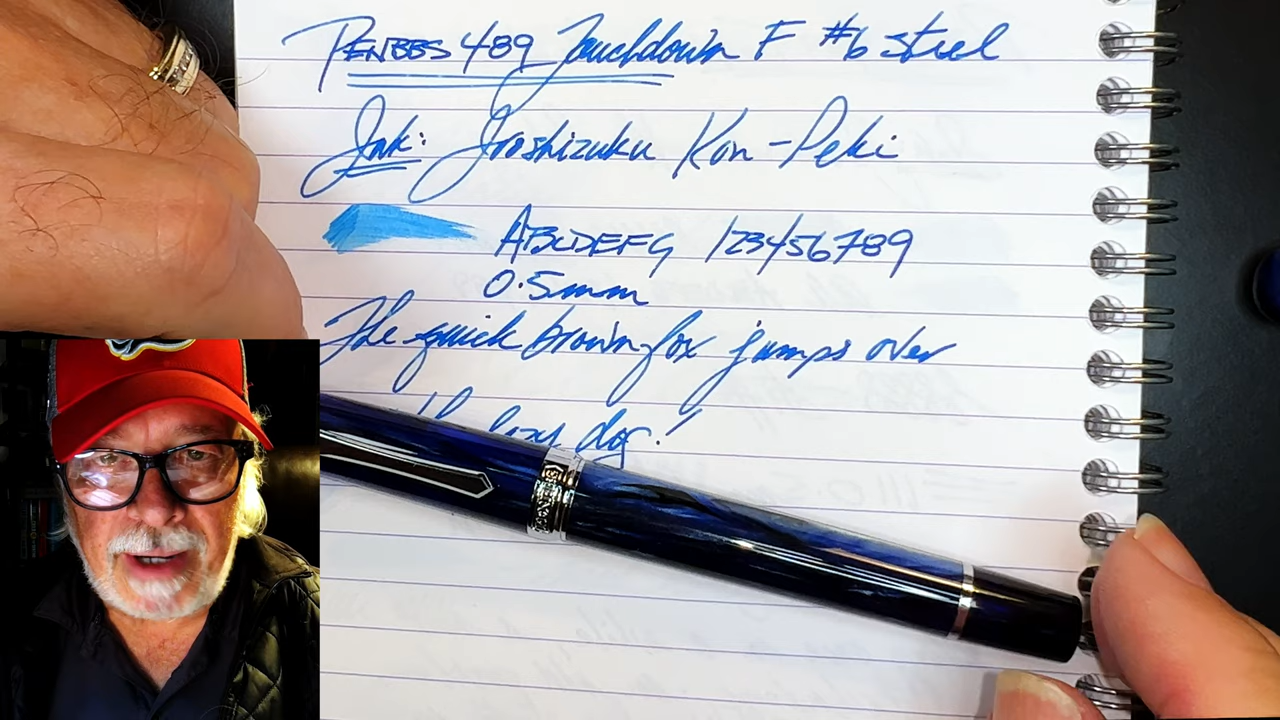 PENBBS 489 Touchdown F #6 steel
Ink: Iroshizuku Kon-Peki
ABCDEFG 123456789
0.5mm
The quick brown fox jumps over
the lazy dog!